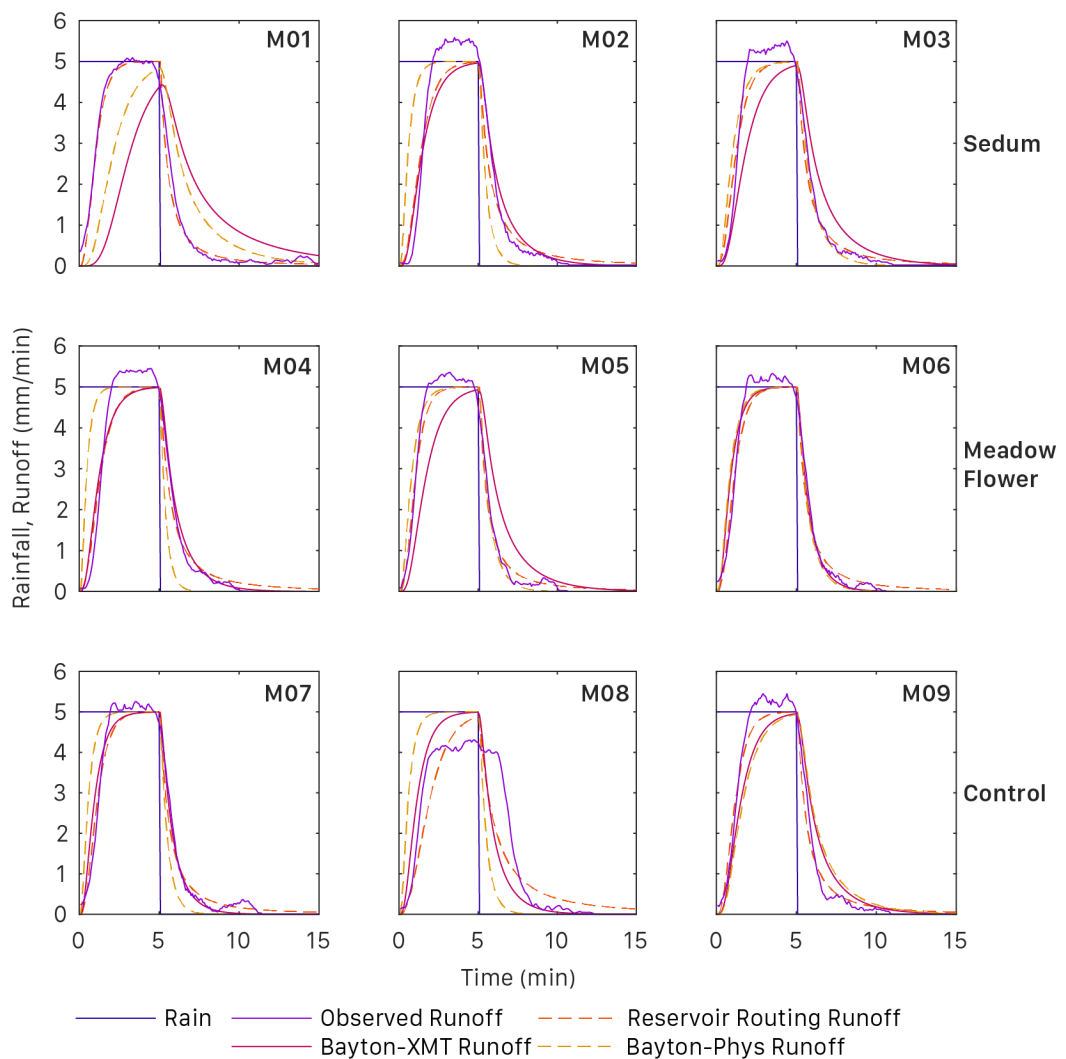 6
5
4
3
2
1
0
M01
M02
M03
Sedum
6
5
4
3
2
1
0
M04
M05
M06
Meadow
Flower
Rainfall, Runoff (mm/min)
6
5
4
3
2
1
0
M07
M08
M09
Control
0 5 10 15 0 5 10 15 0 5 10 15
Time (min)
Rain Observed Runoff Reservoir Routing Runoff
Bayton-XMT Runoff Bayton-Phys Runoff